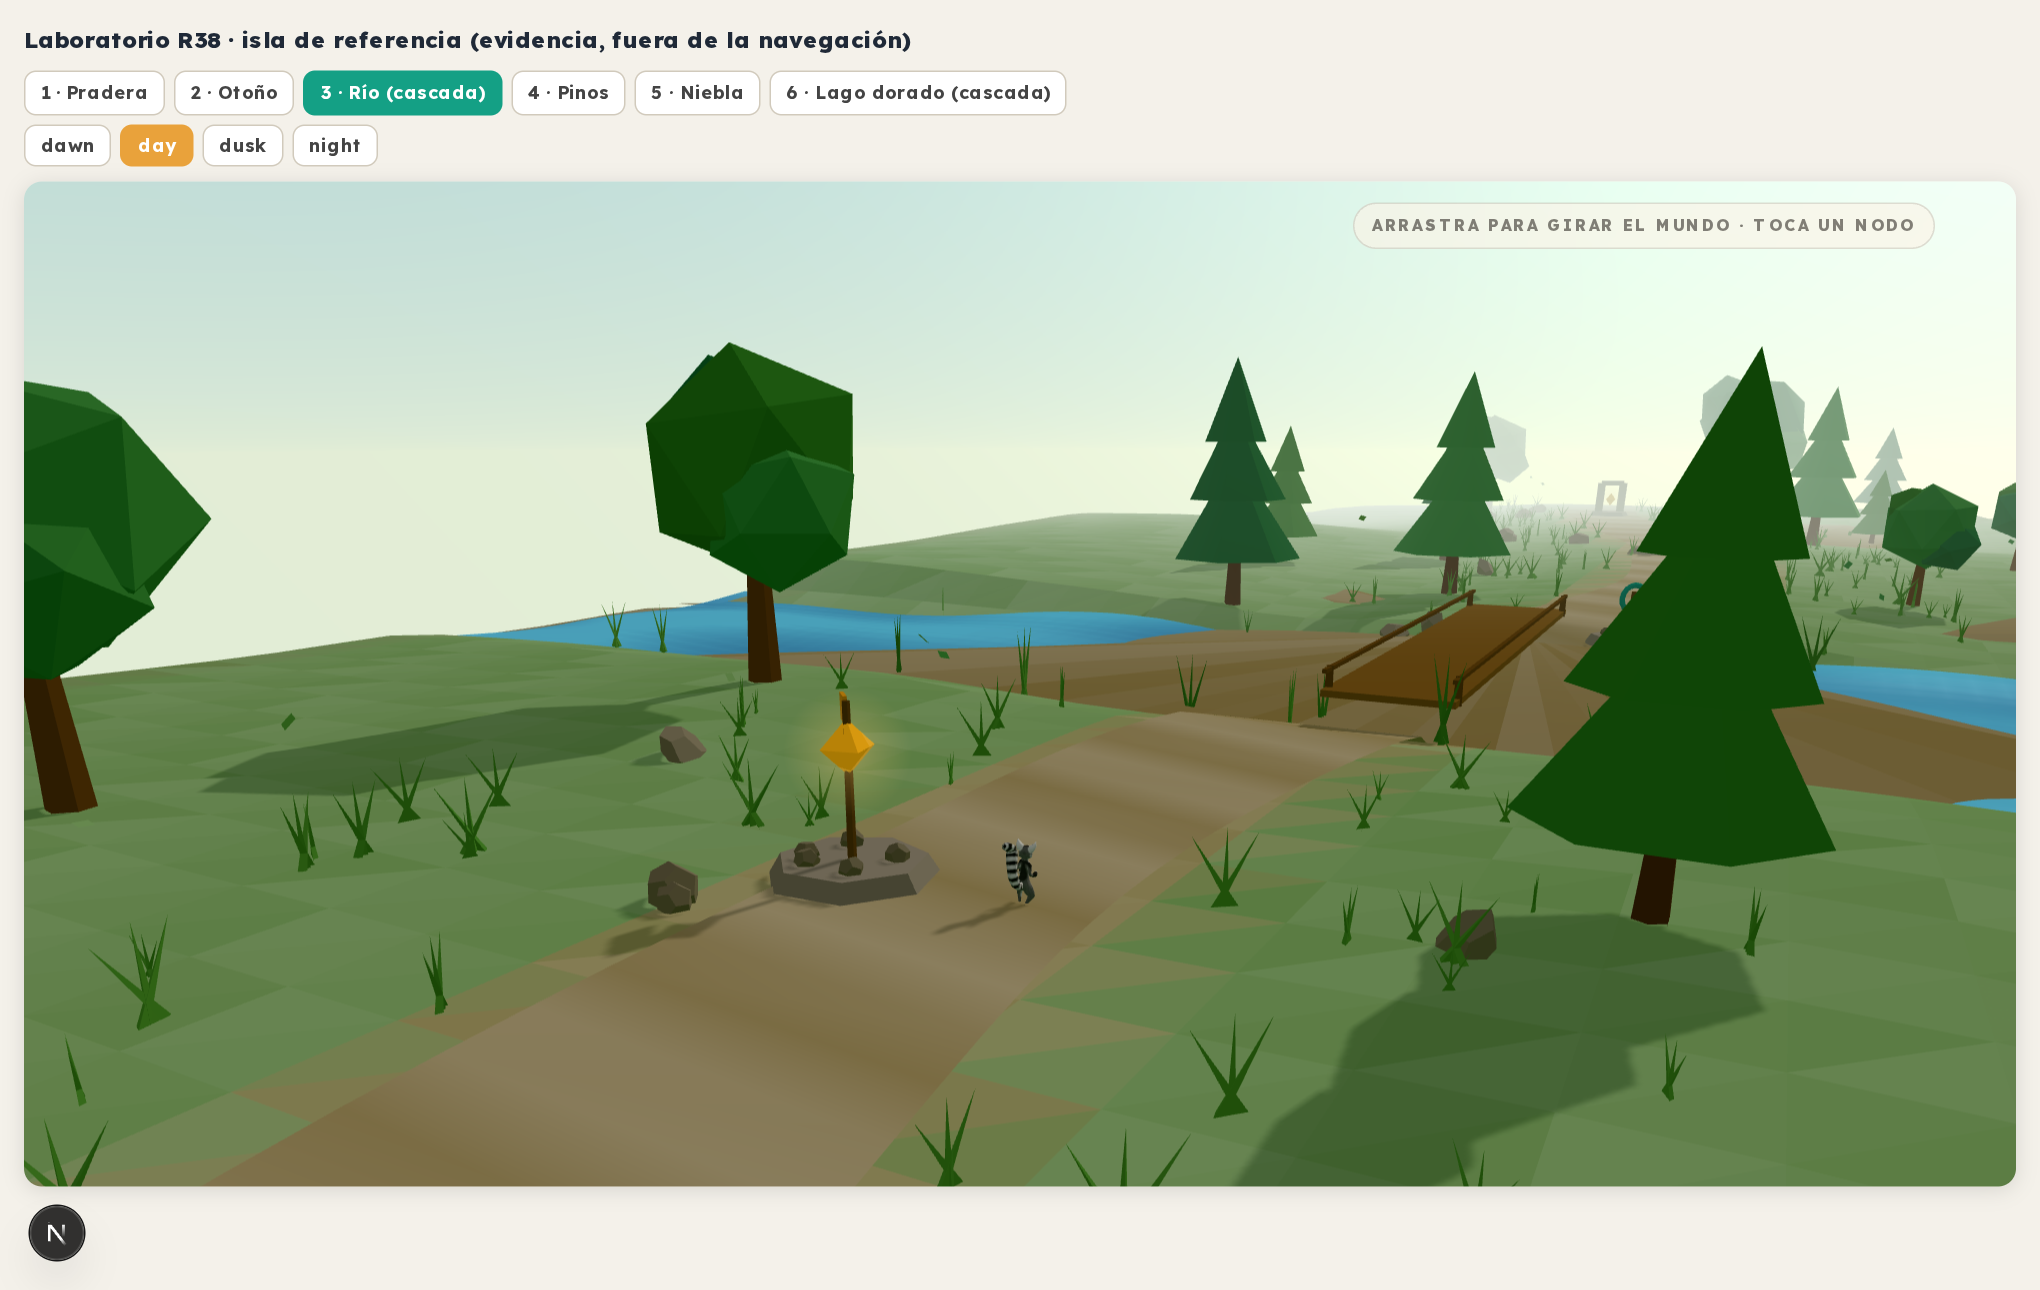 Laboratorio R38 · isla de referencia (evidencia, fuera de la navegación)
1 · Pradera 2 · Otoño 3 · Río (cascada) 4 · Pinos 5 · Niebla 6 · Lago dorado (cascada)
dawn day dusk night
ARRASTRA PARA GIRAR EL MUNDO · TOCA UN NODO
N